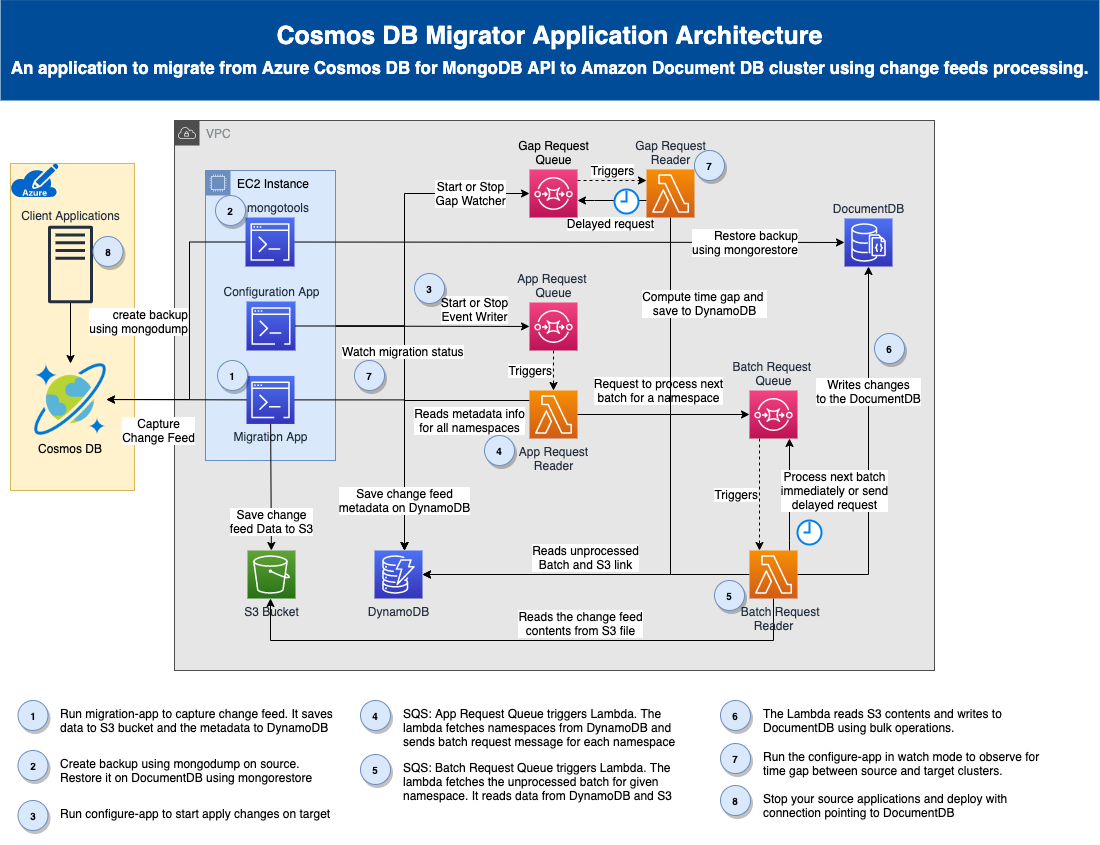 Cosmos DB Migrator Application Architecture
An application to migrate from Azure Cosmos DB for MongoDB API to Amazon Document DB cluster using change feeds processing.
VPC
Azure
Client Applications
8
create backup
using mongodump
Cosmos DB
Capture
Change Feed
EC2 Instance
2
mongotools
Configuration App
1
Migration App
Start or Stop
Gap Watcher
Gap Request
Queue
Triggers
Gap Request
Reader
7
Delayed request
Restore backup
using mongorestore
DocumentDB
3
Start or Stop
Event Writer
App Request
Queue
Compute time gap and
save to DynamoDB
Watch migration status
7
Triggers
Request to process next
batch for a namespace
Batch Request
Queue
6
Writes changes
to the DocumentDB
Reads metadata info
for all namespaces
4
App Request
Reader
Triggers
Process next batch
immediately or send
delayed request
Save change
feed Data to S3
Save change feed
metadata on DynamoDB
Reads unprocessed
Batch and S3 link
S3 Bucket
DynamoDB
5
Batch Request
Reader
Reads the change feed
contents from S3 file
1
Run migration-app to capture change feed. It saves
data to S3 bucket and the metadata to DynamoDB
2
Create backup using mongodump on source.
Restore it on DocumentDB using mongorestore
3
Run configure-app to start apply changes on target
4
SQS: App Request Queue triggers Lambda. The
lambda fetches namespaces from DynamoDB and
sends batch request message for each namespace
5
SQS: Batch Request Queue triggers Lambda. The
lambda fetches the unprocessed batch for given
namespace. It reads data from DynamoDB and S3
6
The Lambda reads S3 contents and writes to
DocumentDB using bulk operations.
7
Run the configure-app in watch mode to observe for
time gap between source and target clusters.
8
Stop your source applications and deploy with
connection pointing to DocumentDB